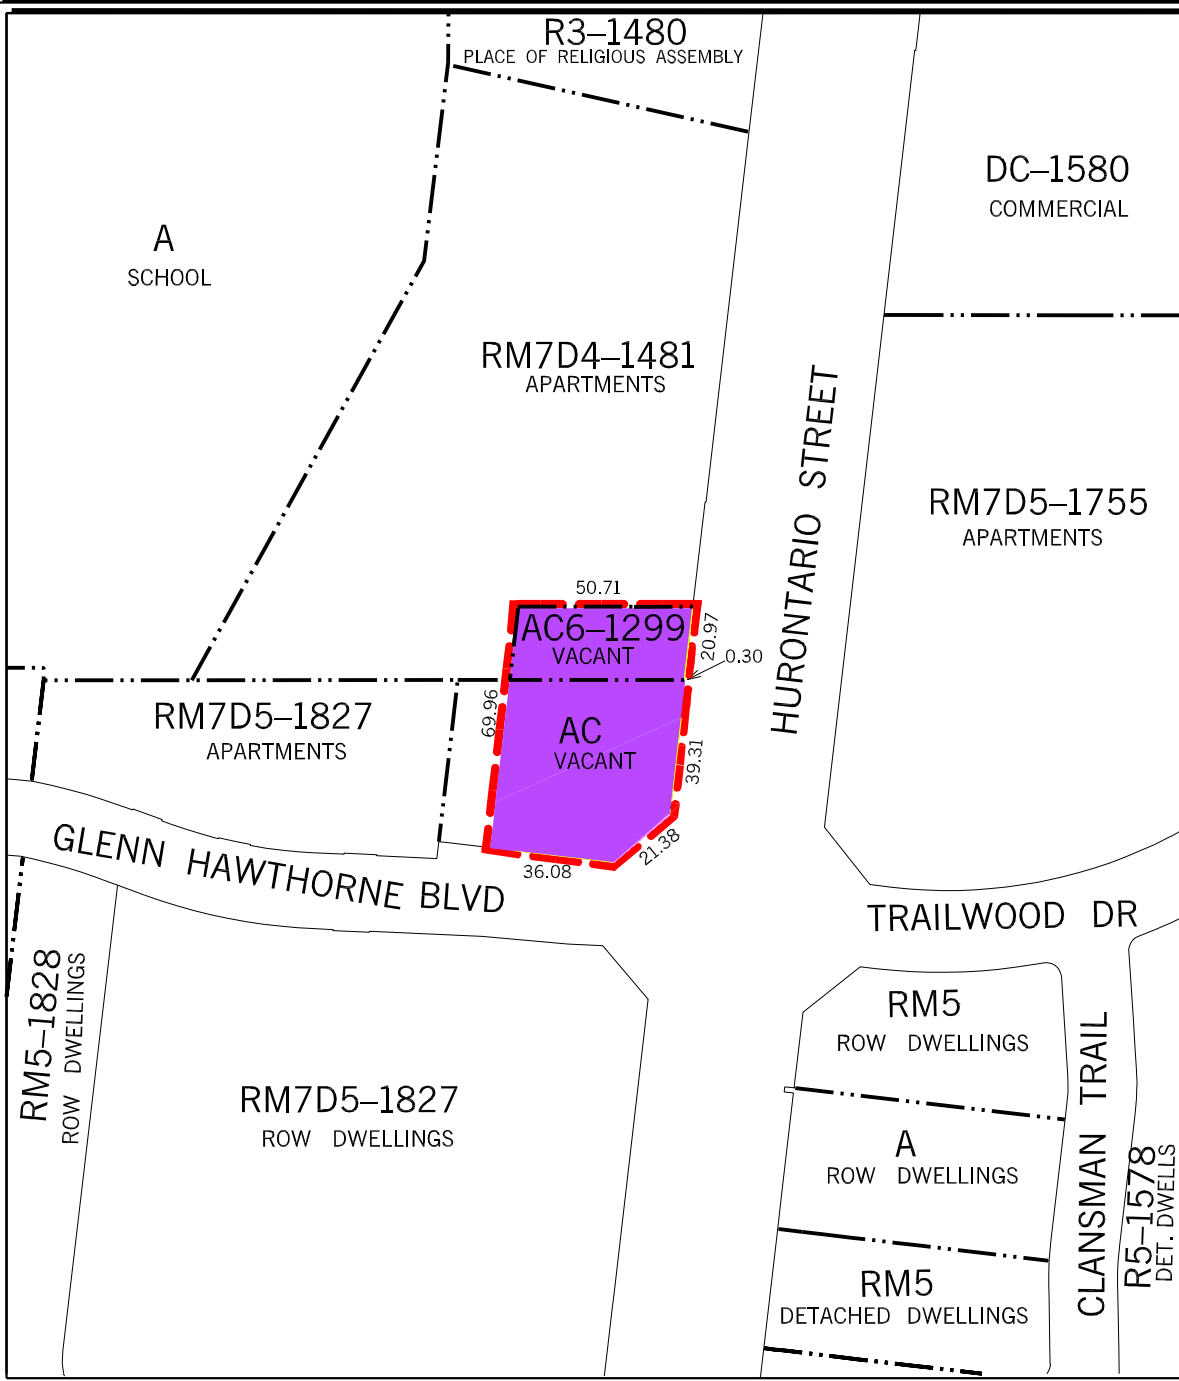 R3–1480
PLACE OF RELIGIOUS ASSEMBLY
DC–1580
COMMERCIAL
A
SCHOOL
RM7D4–1481
APARTMENTS
HURONTARIO STREET
RM7D5–1755
APARTMENTS
50.71
AC6–1299
VACANT
20.97
0.30
69.96
RM7D5–1827
APARTMENTS
AC
VACANT
39.31
21.38
36.08
GLENN HAWTHORNE BLVD
TRAILWOOD DR
RM5–1828
ROW DWELLINGS
RM5
ROW DWELLINGS
RM7D5–1827
ROW DWELLINGS
A
ROW DWELLINGS
CLANSMAN TRAIL
R5–1578
DET. DWELLS
RM5
DETACHED DWELLINGS